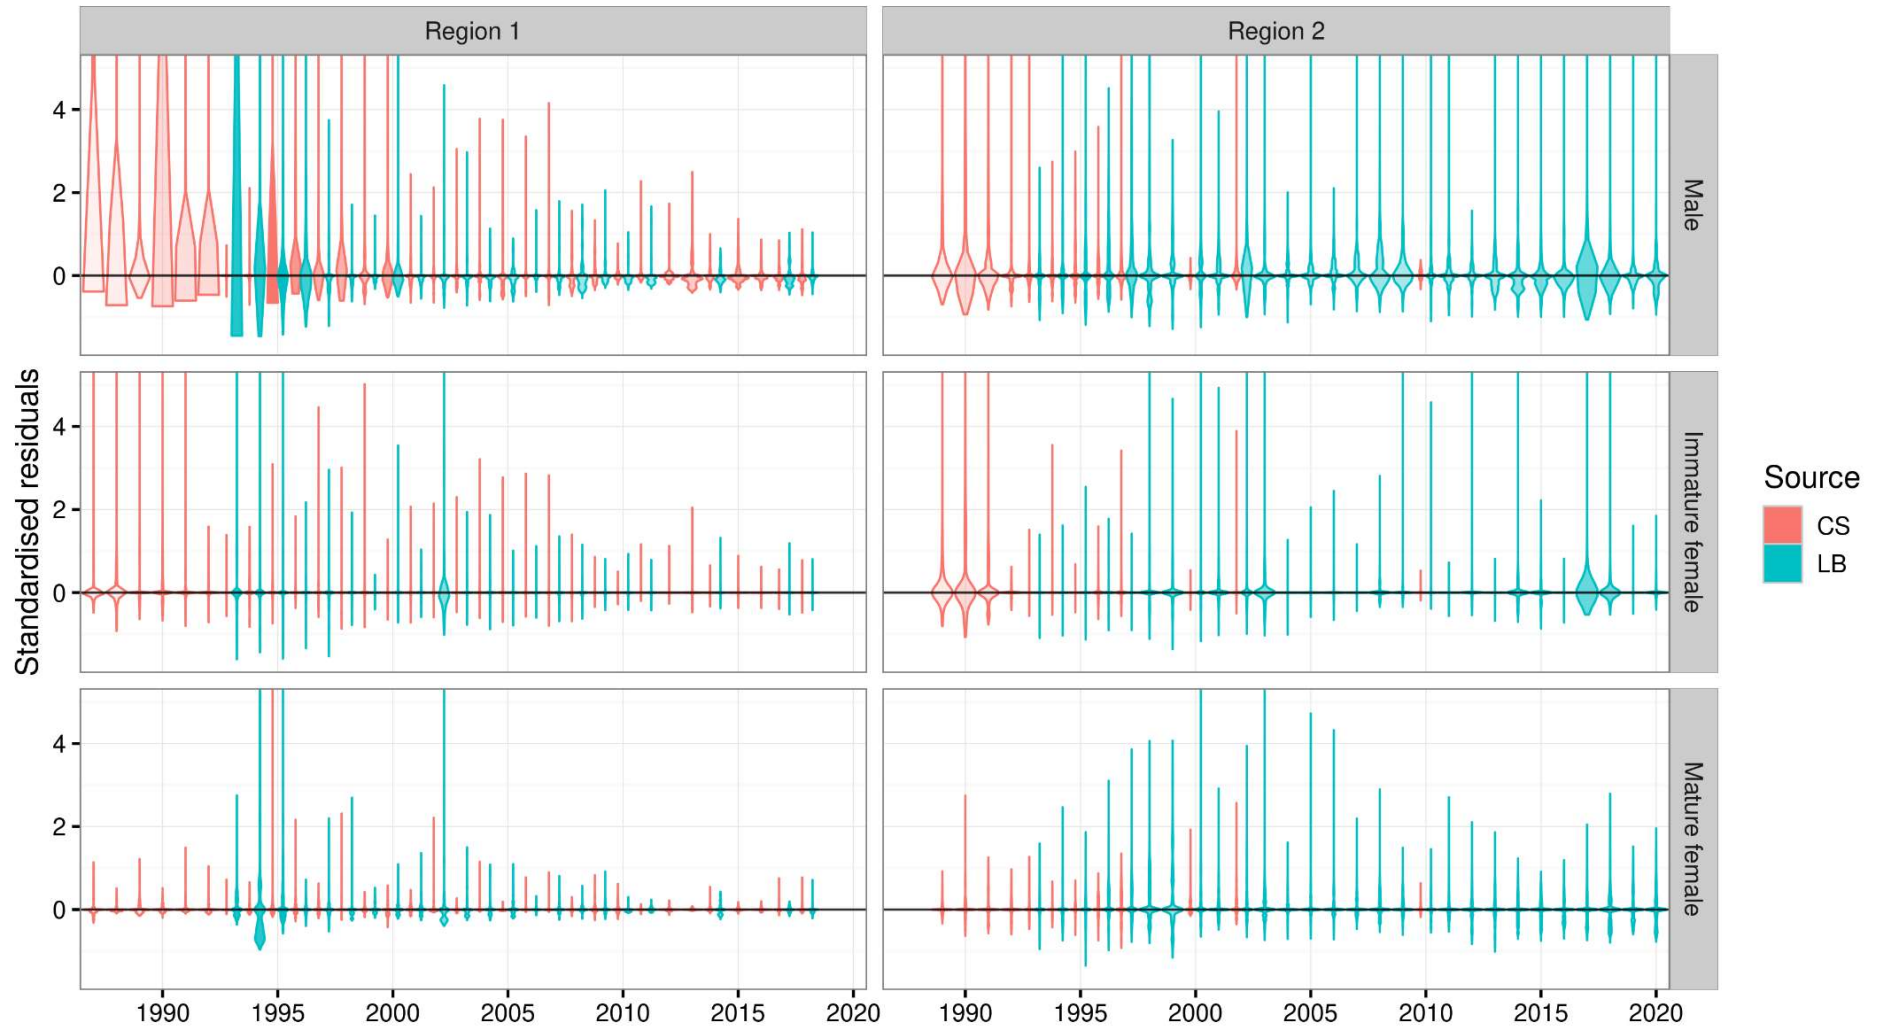 Region 1
Region 2
4
2
0
Male
4
2
0
Immature female
4
2
0
Mature female
Standardised residuals
1990 1995 2000 2005 2010 2015 2020
1990 1995 2000 2005 2010 2015 2020
Source
CS
LB